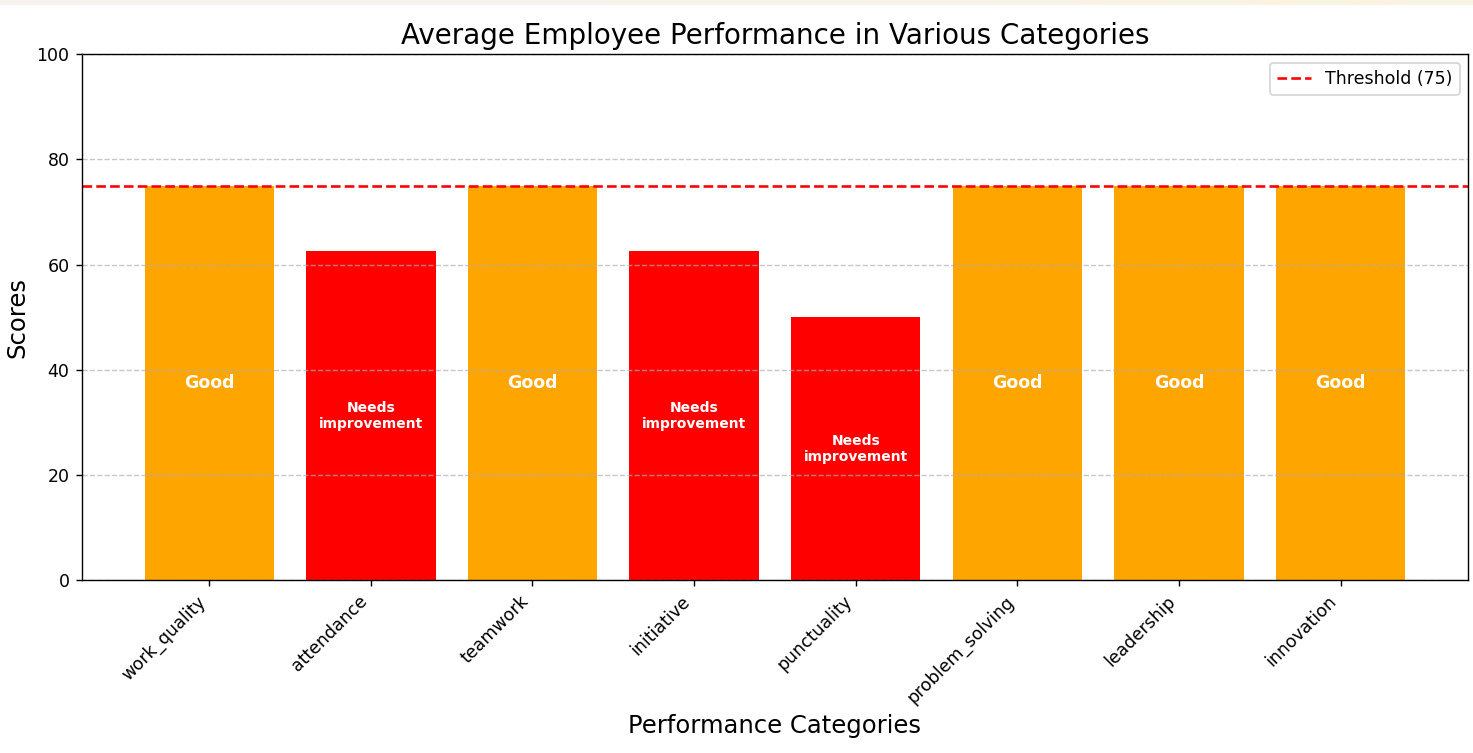 Average Employee Performance in Various Categories
100
80
60
40
20
0
Scores
Threshold (75)
Good
Needs
improvement
Good
Needs
improvement
Needs
improvement
Good
Good
Good
work_quality
attendance
teamwork
initiative
punctuality
problem_solving
leadership
innovation
Performance Categories